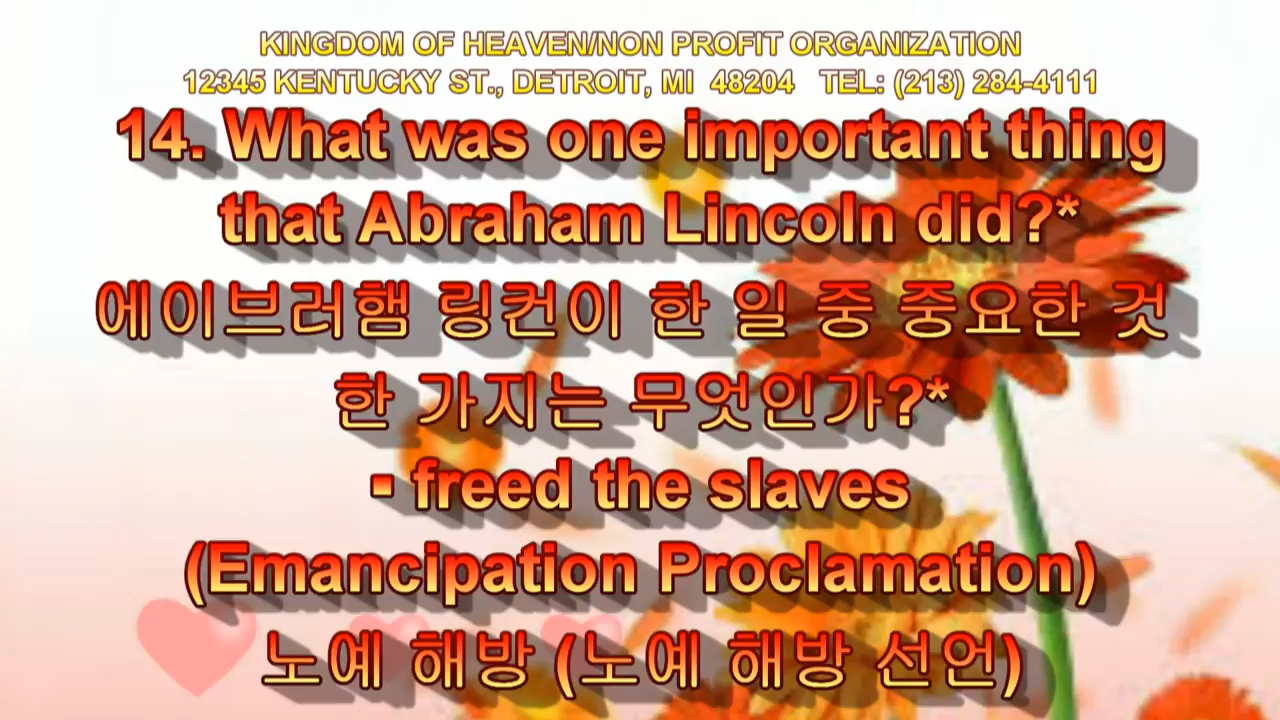 KINGDOM OF HEAVEN/NON PROFIT ORGANIZATION
12345 KENTUCKY ST., DETROIT, MI 48204 TEL: (213) 284-4111
14. What was one important thing
that Abraham Lincoln did?*
에이브러햄 링컨이 한 일 중 중요한 것
한 가지는 무엇인가?*
▪ freed the slaves
(Emancipation Proclamation)
노예 해방 (노예 해방 선언)